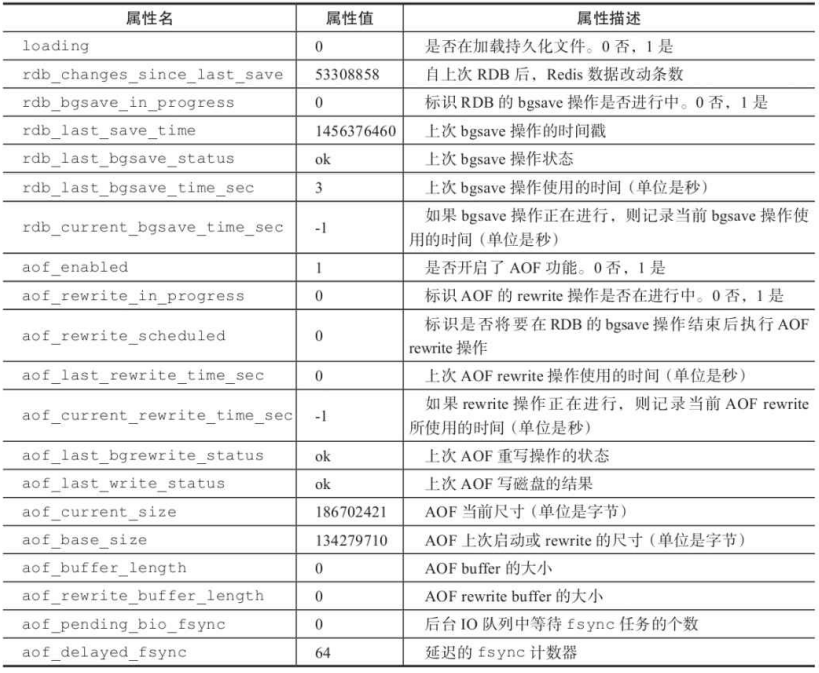 属性名 属性值 属性描述
loading 0 是否在加载持久化文件。0 否，1 是
rdb_changes_since_last_save 53308858 自上次 RDB 后，Redis 数据改动条数
rdb_bgsave_in_progress 0 标识 RDB 的 bgsave 操作是否进行中。0 否，1 是
rdb_last_save_time 1456376460 上次 bgsave 操作的时间戳
rdb_last_bgsave_status ok 上次 bgsave 操作状态
rdb_last_bgsave_time_sec 3 上次 bgsave 操作使用的时间（单位是秒）
rdb_current_bgsave_time_sec -1 如果 bgsave 操作正在进行，则记录当前 bgsave 操作使
用的时间（单位是秒）
aof_enabled 1 是否开启了 AOF 功能。0 否，1 是
aof_rewrite_in_progress 0 标识 AOF 的 rewrite 操作是否在进行中。0 否，1 是
aof_rewrite_scheduled 0 标识是否将要在 RDB 的 bgsave 操作结束后执行 AOF
rewrite 操作
aof_last_rewrite_time_sec 0 上次 AOF rewrite 操作使用的时间（单位是秒）
aof_current_rewrite_time_sec -1 如果 rewrite 操作正在进行，则记录当前 AOF rewrite
所使用的时间（单位是秒）
aof_last_bgrewrite_status ok 上次 AOF 重写操作的状态
aof_last_write_status ok 上次 AOF 写磁盘的结果
aof_current_size 186702421 AOF 当前尺寸（单位是字节）
aof_base_size 134279710 AOF 上次启动或 rewrite 的尺寸（单位是字节）
aof_buffer_length 0 AOF buffer 的大小
aof_rewrite_buffer_length 0 AOF rewrite buffer 的大小
aof_pending_bio_fsync 0 后台 IO 队列中等待 fsync 任务的个数
aof_delayed_fsync 64 延迟的 fsync 计数器